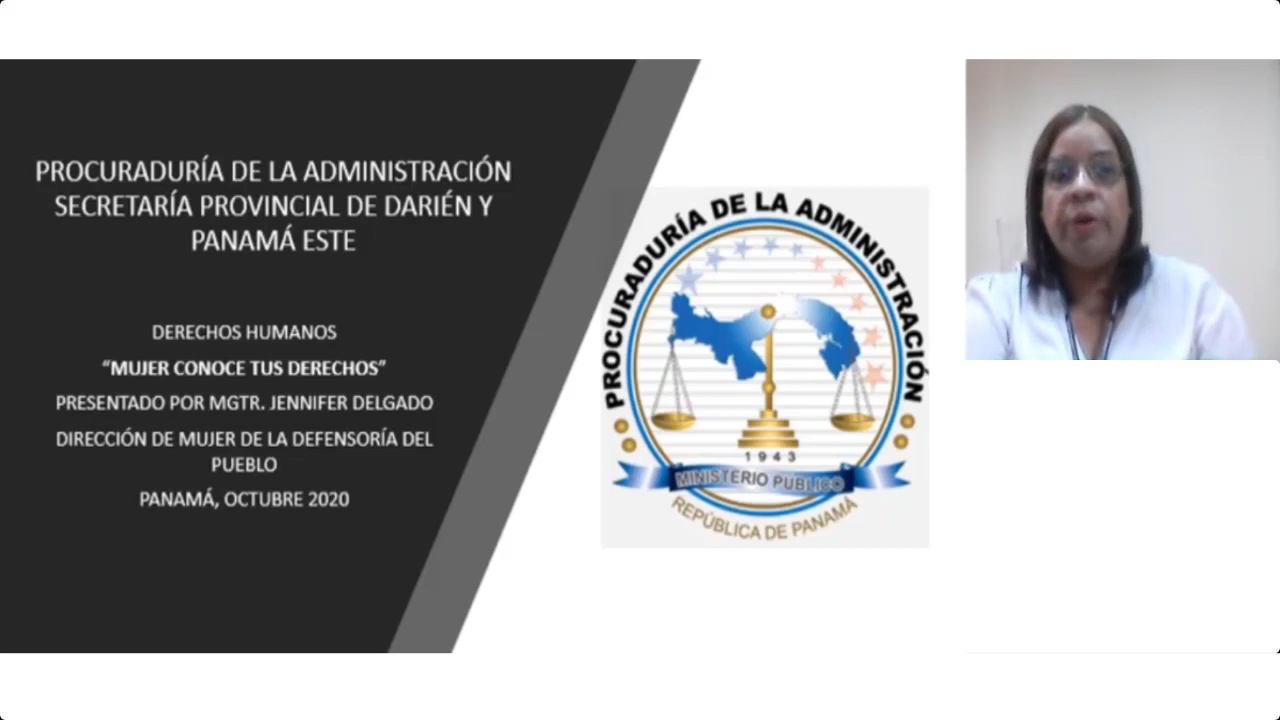 PROCURADURÍA DE LA ADMINISTRACIÓN
SECRETARÍA PROVINCIAL DE DARIÉN Y
PANAMÁ ESTE
DERECHOS HUMANOS
“MUJER CONOCE TUS DERECHOS”
PRESENTADO POR MGTR. JENNIFER DELGADO
DIRECCIÓN DE MUJER DE LA DEFENSORÍA DEL
PUEBLO
PANAMÁ, OCTUBRE 2020
PROCURADURÍA DE LA ADMINISTRACIÓN
1943
MINISTERIO PÚBLICO
REPÚBLICA DE PANAMÁ